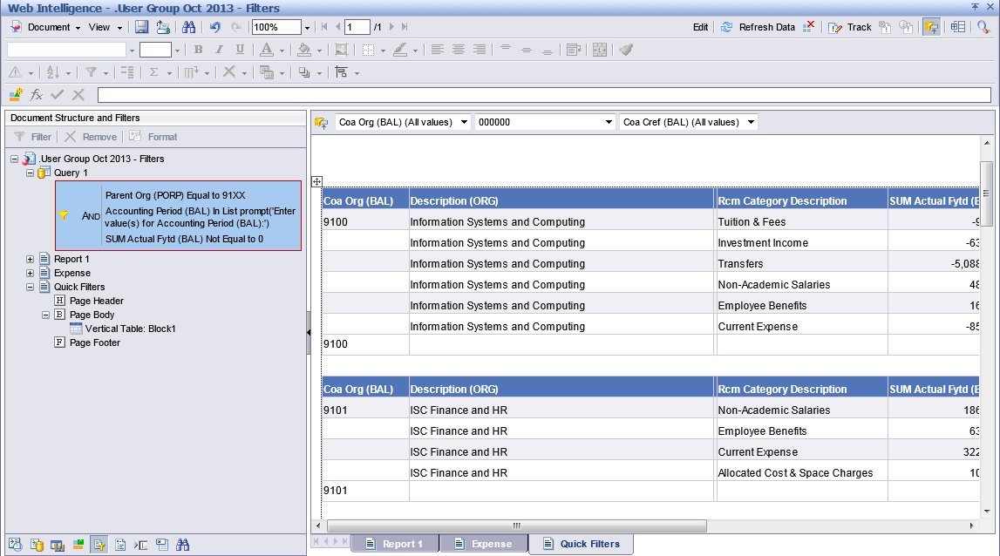 Web Intelligence - .User Group Oct 2013 - Filters
Document View 100% 1 /1 Edit Refresh Data Track
B I U A
Document Structure and Filters
Filter Remove Format
.User Group Oct 2013 - Filters
Query 1
AND
Parent Org (PORP) Equal to 91XX
Accounting Period (BAL) In List prompt('Enter
value(s) for Accounting Period (BAL):')
SUM Actual Fytd (BAL) Not Equal to 0
Report 1
Expense
Quick Filters
H Page Header
B Page Body
Vertical Table: Block1
F Page Footer
Coa Org (BAL) (All values) 000000 Coa Cref (BAL) (All values)
Coa Org (BAL) Description (ORG) Rcm Category Description SUM Actual Fytd (B
9100 Information Systems and Computing Tuition & Fees -9
Information Systems and Computing Investment Income -63
Information Systems and Computing Transfers -5,088
Information Systems and Computing Non-Academic Salaries 48
Information Systems and Computing Employee Benefits 16
Information Systems and Computing Current Expense -85
9100
Coa Org (BAL) Description (ORG) Rcm Category Description SUM Actual Fytd (B
9101 ISC Finance and HR Non-Academic Salaries 186
ISC Finance and HR Employee Benefits 63
ISC Finance and HR Current Expense 322
ISC Finance and HR Allocated Cost & Space Charges 10
9101
Report 1 Expense Quick Filters